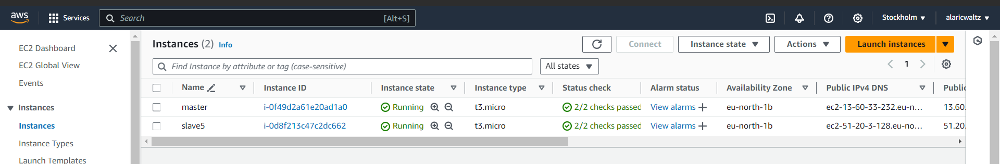 aws Services Search [Alt+S] Stockholm ▼ alaricwaltz ▼
EC2 Dashboard
EC2 Global View
Events
Instances
Instances
Instance Types
Launch Templates
Instances (2) Info Connect Instance state Actions Launch instances
Find Instance by attribute or tag (case-sensitive) All states 1
Name Instance ID Instance state Instance type Status check Alarm status Availability Zone Public IPv4 DNS Public
master i-0f49d2a61e20ad1a0 Running t3.micro 2/2 checks passed View alarms + eu-north-1b ec2-13-60-33-232.eu-n... 13.60.
slave5 i-0d8f213c47c2dc662 Running t3.micro 2/2 checks passed View alarms + eu-north-1b ec2-51-20-3-128.eu-no... 51.20.